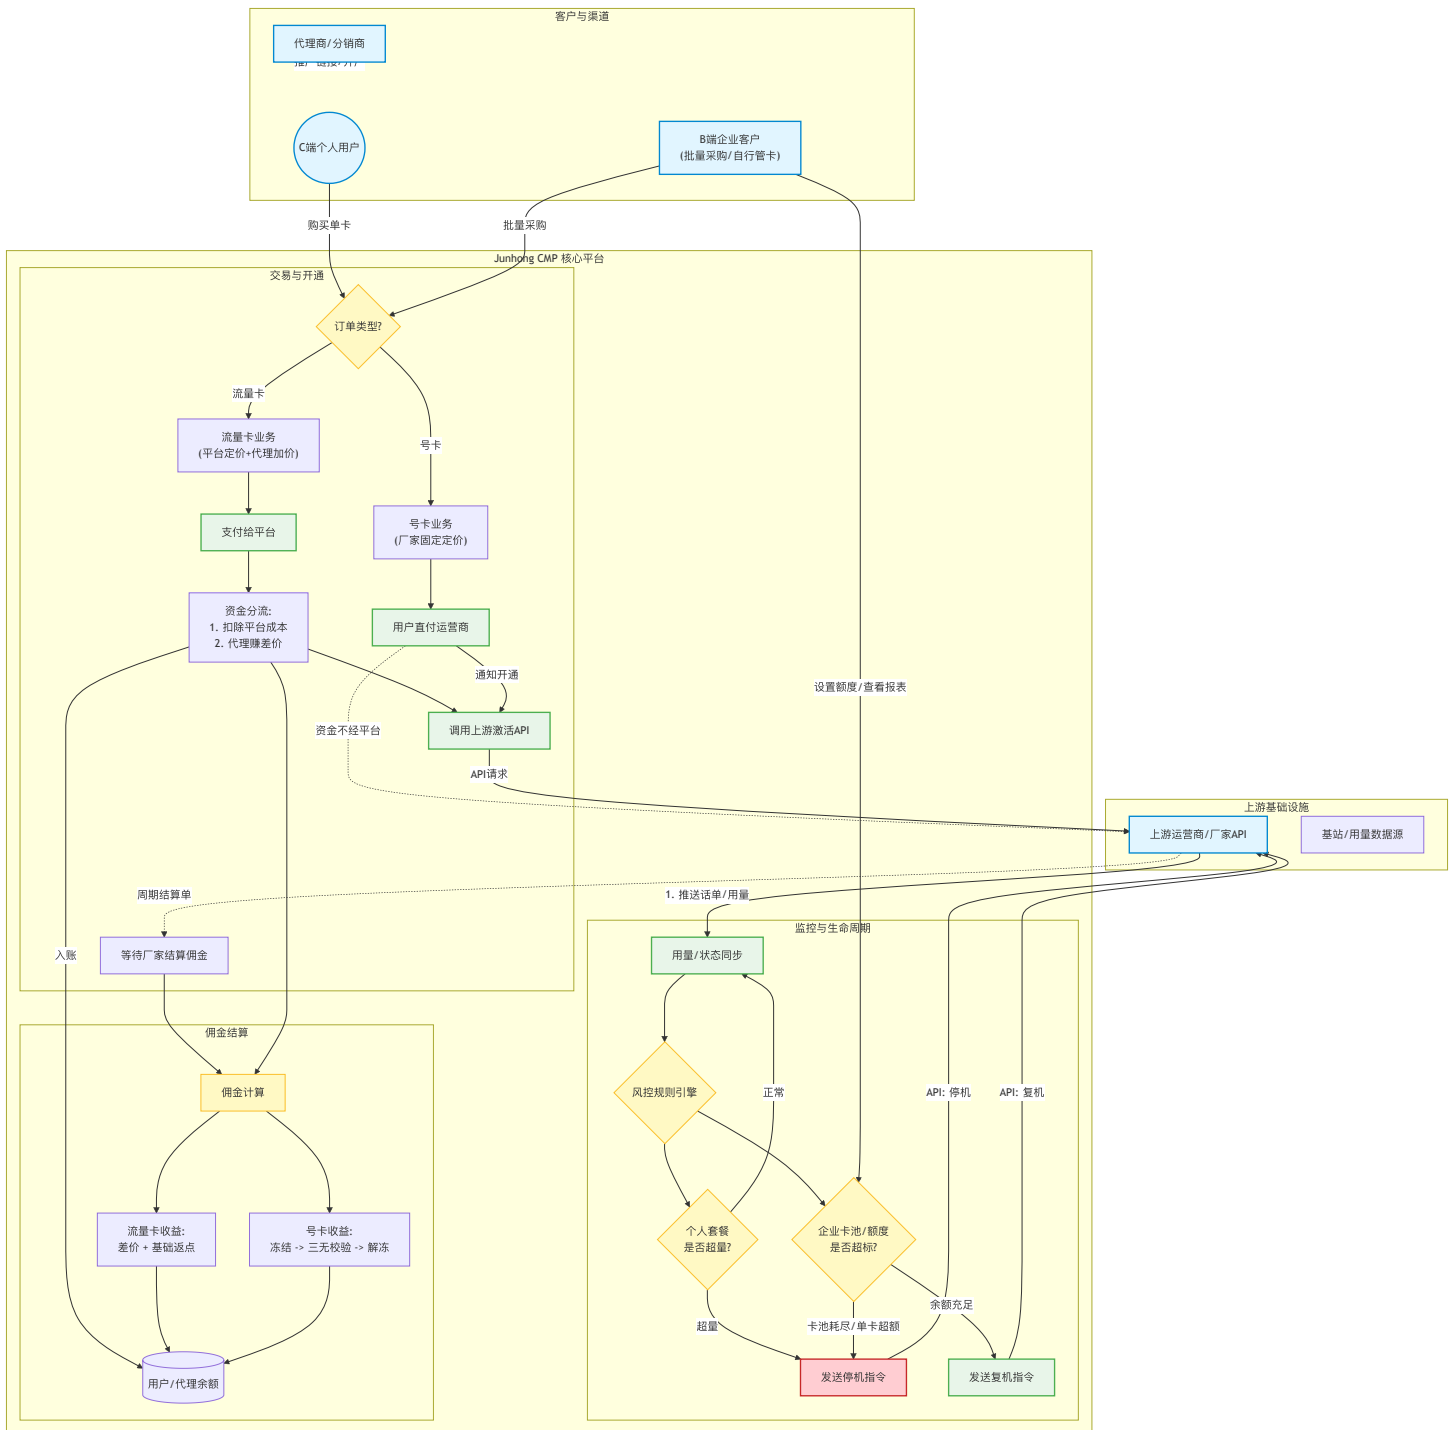 客户与渠道
代理商/分销商
C端个人用户
B端企业客户
(批量采购/自行管卡)
购买单卡
批量采购
Junhong CMP 核心平台
交易与开通
订单类型?
流量卡
流量卡业务
(平台定价+代理加价)
号卡
号卡业务
(厂家固定定价)
支付给平台
资金分流:
1. 扣除平台成本
2. 代理赚差价
用户直付运营商
通知开通
设置额度/查看报表
资金不经平台
调用上游激活API
API请求
上游基础设施
上游运营商/厂家API
基站/用量数据源
周期结算单
1. 推送话单/用量
监控与生命周期
入账
等待厂家结算佣金
用量/状态同步
佣金结算
佣金计算
风控规则引擎
正常
API: 停机
API: 复机
流量卡收益:
差价 + 基础返点
号卡收益:
冻结 -> 三无校验 -> 解冻
个人套餐
是否超量?
企业卡池/额度
是否超标?
余额充足
超量
卡池耗尽/单卡超额
用户/代理余额
发送停机指令
发送复机指令